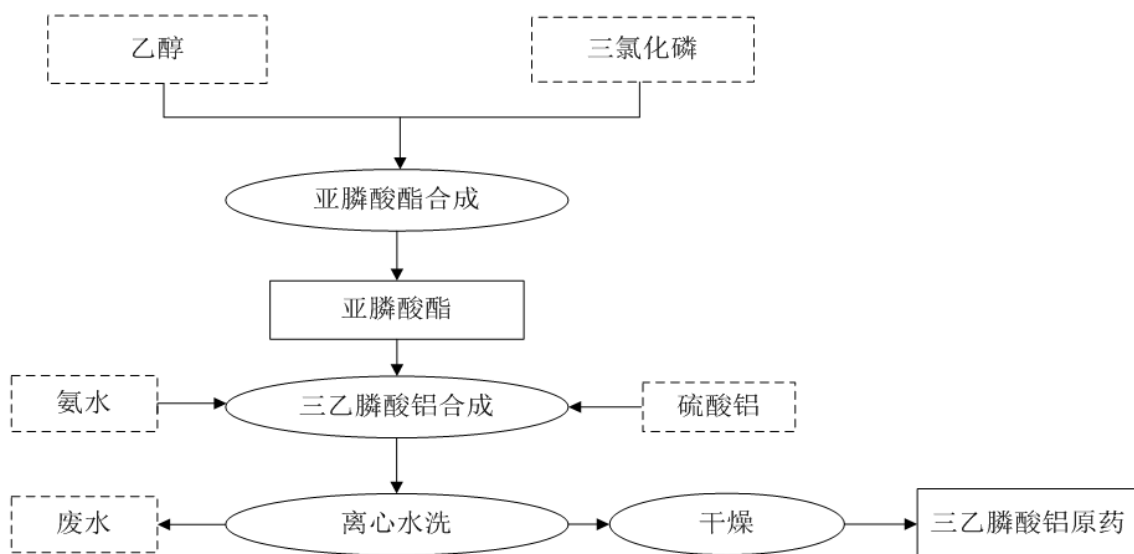 乙醇
三氯化磷
亚膦酸酯合成
亚膦酸酯
氨水
三乙膦酸铝合成
硫酸铝
废水
离心水洗
干燥
三乙膦酸铝原药